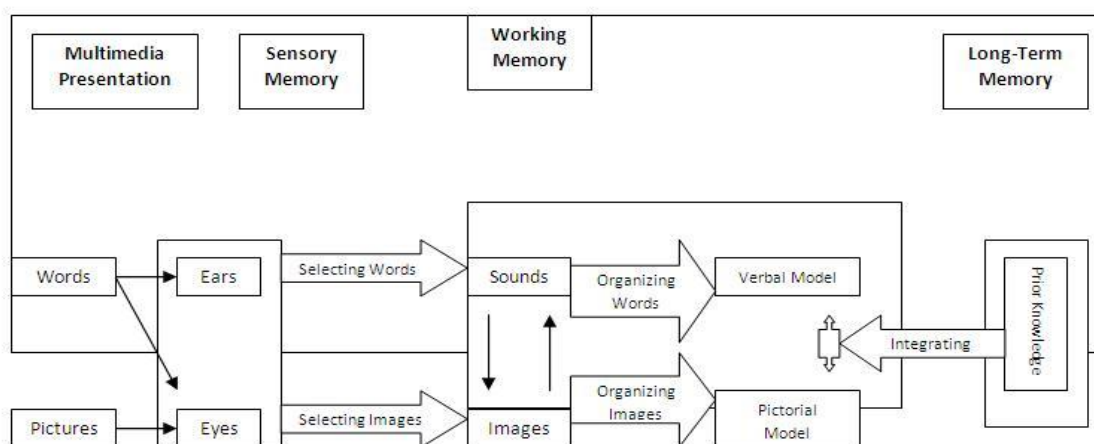 Multimedia
Presentation
Sensory
Memory
Working
Memory
Long-Term
Memory
Words
Ears
Selecting Words
Sounds
Organizing
Words
Verbal Model
Integrating
Prior Knowledge
Pictures
Eyes
Selecting Images
Images
Organizing
Images
Pictorial
Model